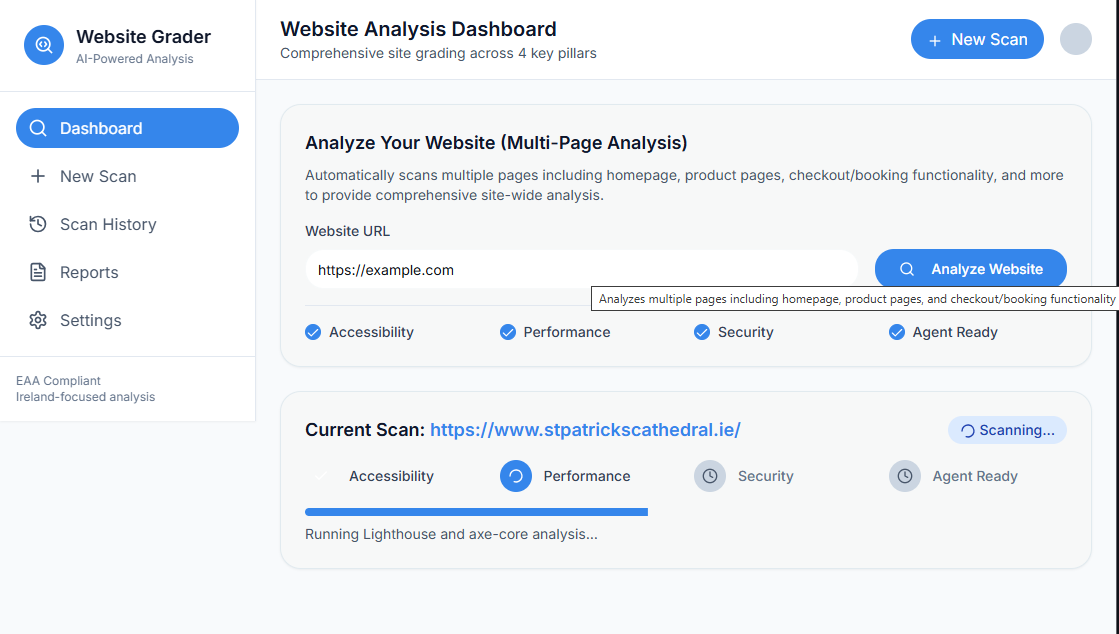 Website Grader
AI-Powered Analysis
Dashboard
New Scan
Scan History
Reports
Settings
EAA Compliant
Ireland-focused analysis
Website Analysis Dashboard
Comprehensive site grading across 4 key pillars
New Scan
Analyze Your Website (Multi-Page Analysis)
Automatically scans multiple pages including homepage, product pages, checkout/booking functionality, and more
to provide comprehensive site-wide analysis.
Website URL
https://example.com
Analyze Website
Analyzes multiple pages including homepage, product pages, and checkout/booking functionality
Accessibility
Performance
Security
Agent Ready
Current Scan: https://www.stpatrickscathedral.ie/
Scanning...
Accessibility
Performance
Security
Agent Ready
Running Lighthouse and axe-core analysis...